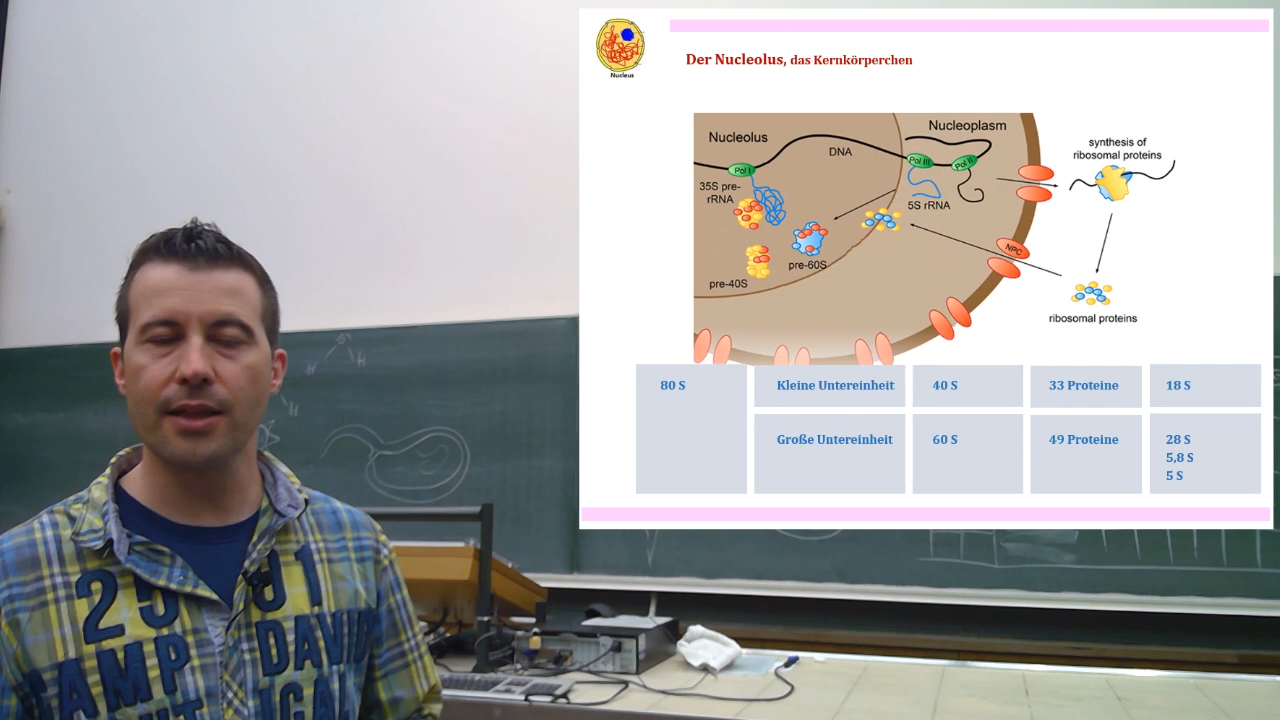 Nucleus
Der Nucleolus, das Kernkörperchen
Nucleolus
Nucleoplasm
DNA
Pol I
Pol III
Pol II
35S pre-
rRNA
5S rRNA
pre-60S
pre-40S
NPC
synthesis of
ribosomal proteins
ribosomal proteins
80 S
Kleine Untereinheit
40 S
33 Proteine
18 S
Große Untereinheit
60 S
49 Proteine
28 S
5,8 S
5 S
H
H
H
DAVID